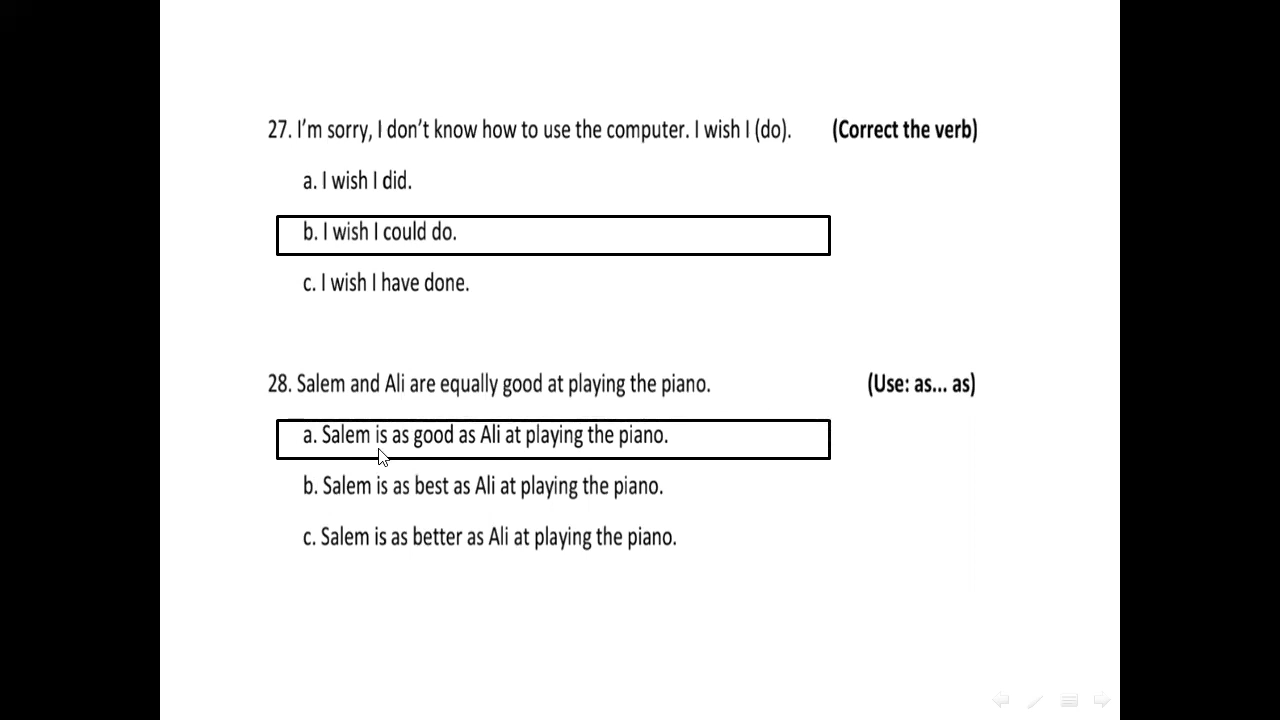 27. I'm sorry, I don't know how to use the computer. I wish I (do). (Correct the verb)
a. I wish I did.
b. I wish I could do.
c. I wish I have done.
28. Salem and Ali are equally good at playing the piano. (Use: as... as)
a. Salem is as good as Ali at playing the piano.
b. Salem is as best as Ali at playing the piano.
c. Salem is as better as Ali at playing the piano.